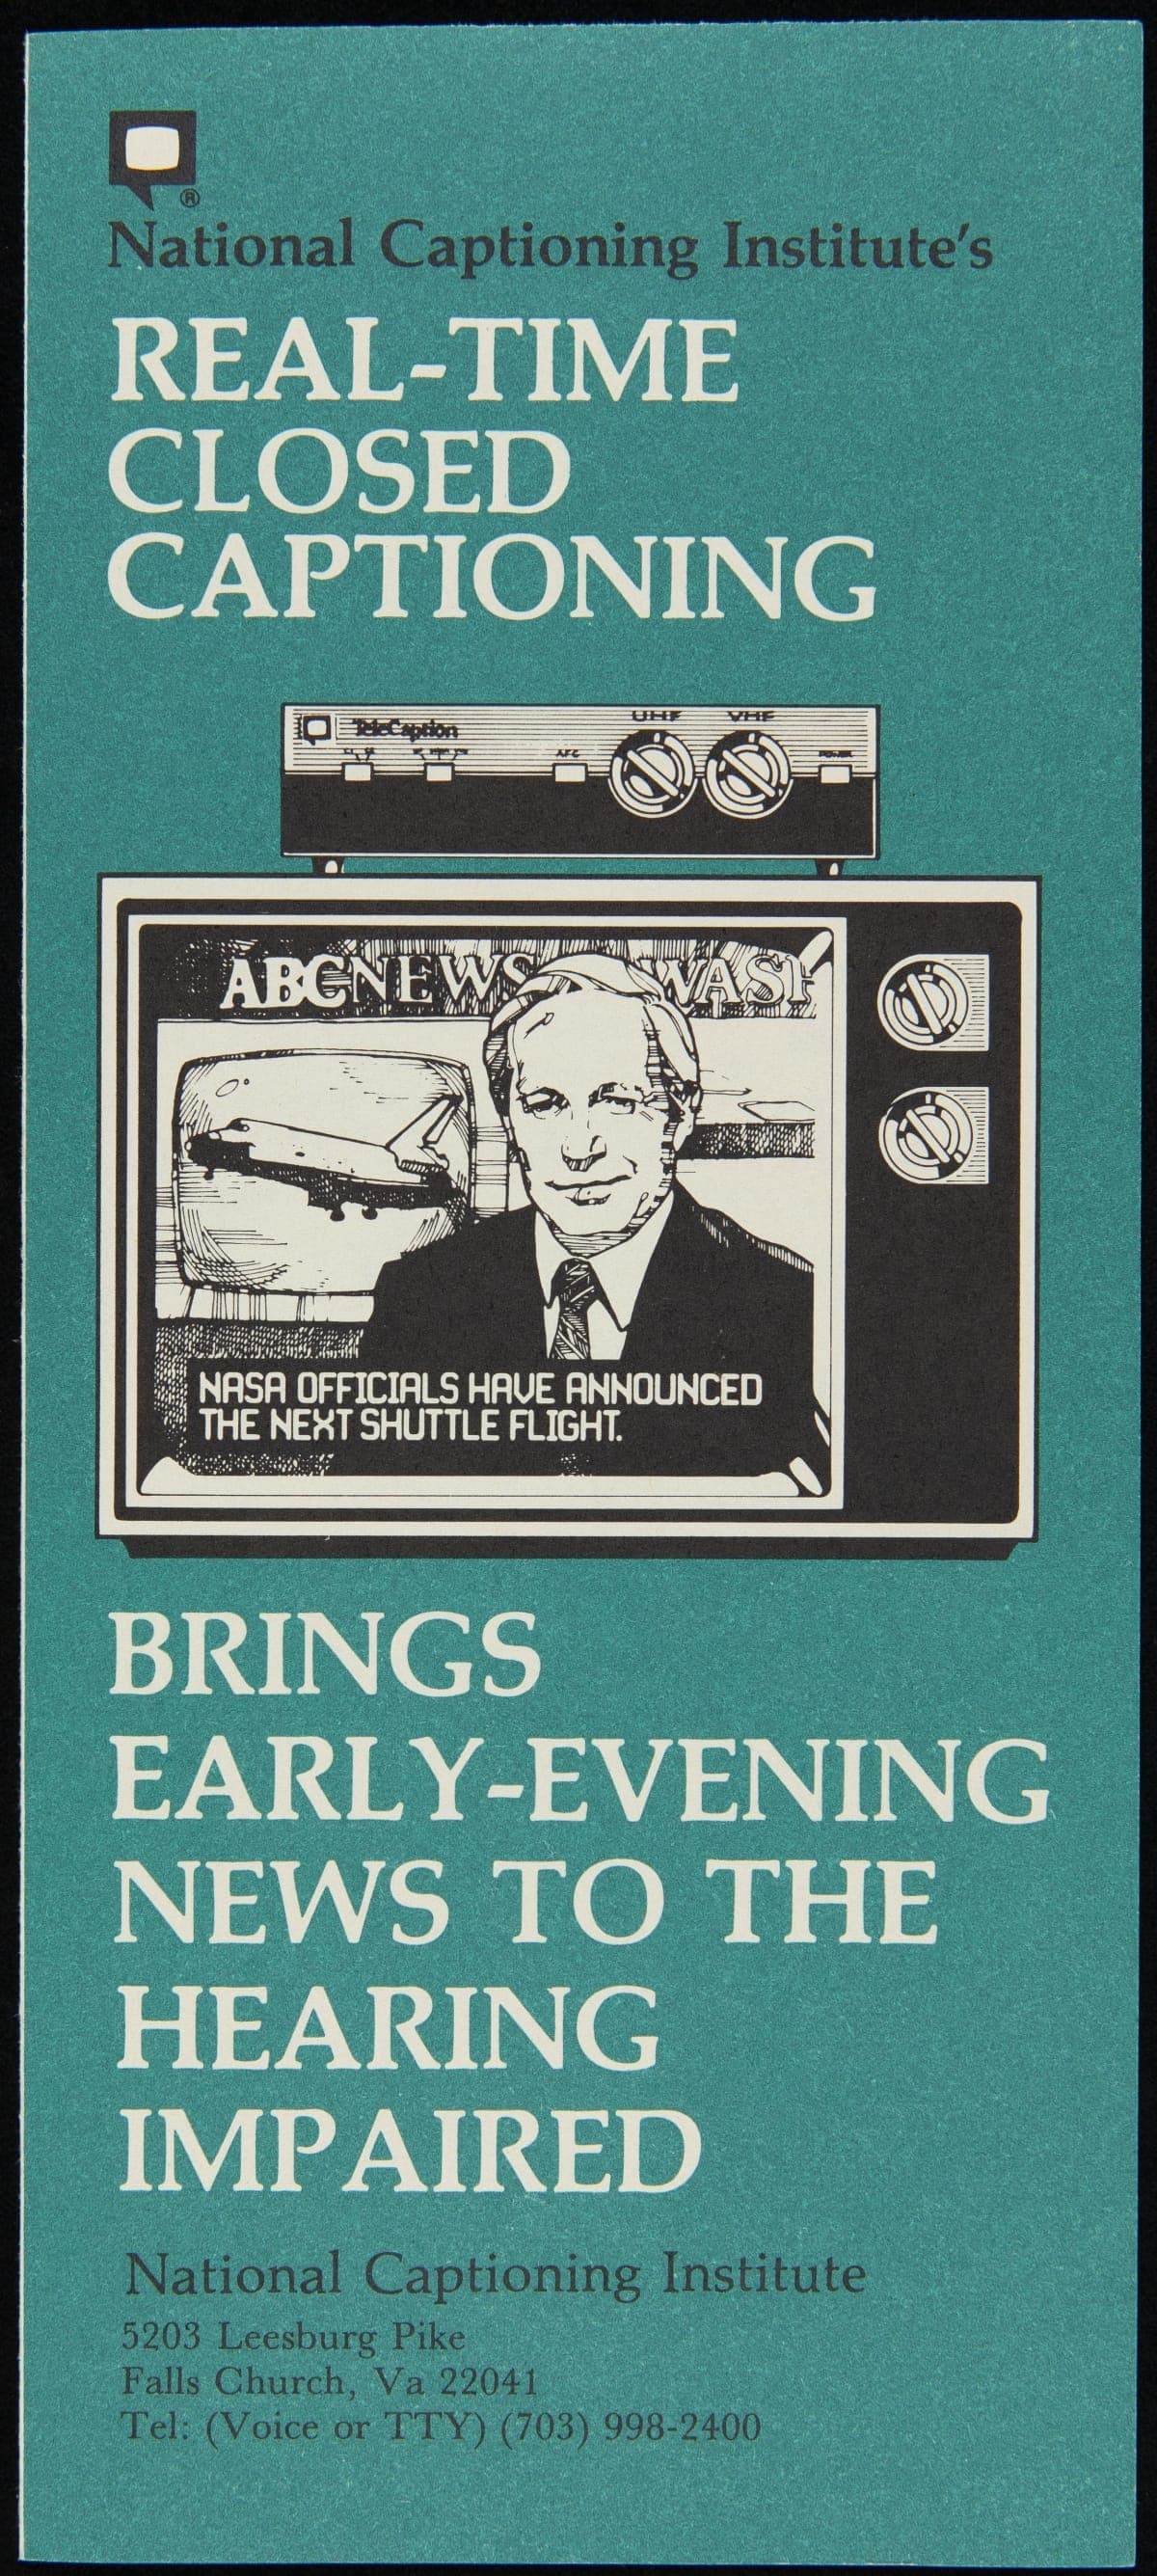 ®
National Captioning Institute's
REAL-TIME
CLOSED
CAPTIONING
UHF VHF
TeleCaption
AFC POWER
ABCNEWS WASH
NASA OFFICIALS HAVE ANNOUNCED
THE NEXT SHUTTLE FLIGHT.
BRINGS
EARLY-EVENING
NEWS TO THE
HEARING
IMPAIRED
National Captioning Institute
5203 Leesburg Pike
Falls Church, Va 22041
Tel: (Voice or TTY) (703) 998-2400